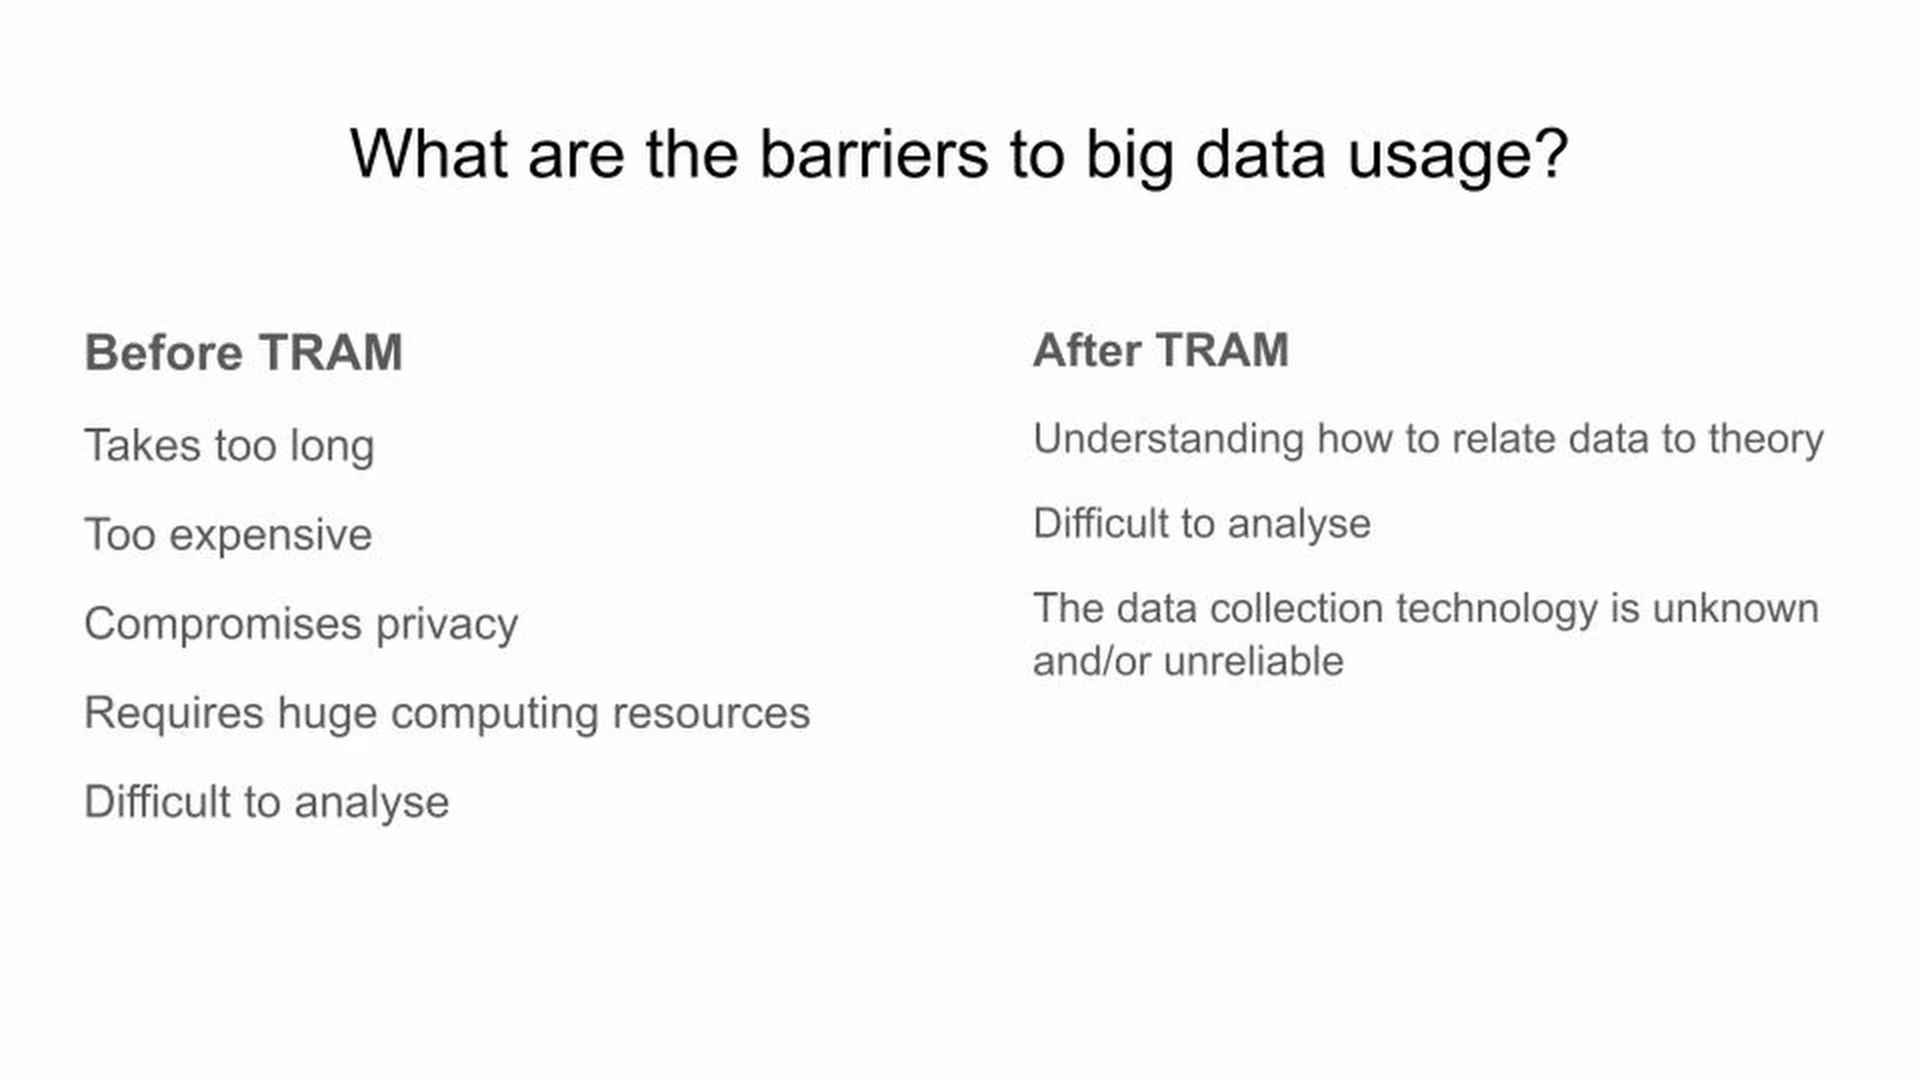 What are the barriers to big data usage?
Before TRAM
Takes too long
Too expensive
Compromises privacy
Requires huge computing resources
Difficult to analyse
After TRAM
Understanding how to relate data to theory
Difficult to analyse
The data collection technology is unknown
and/or unreliable